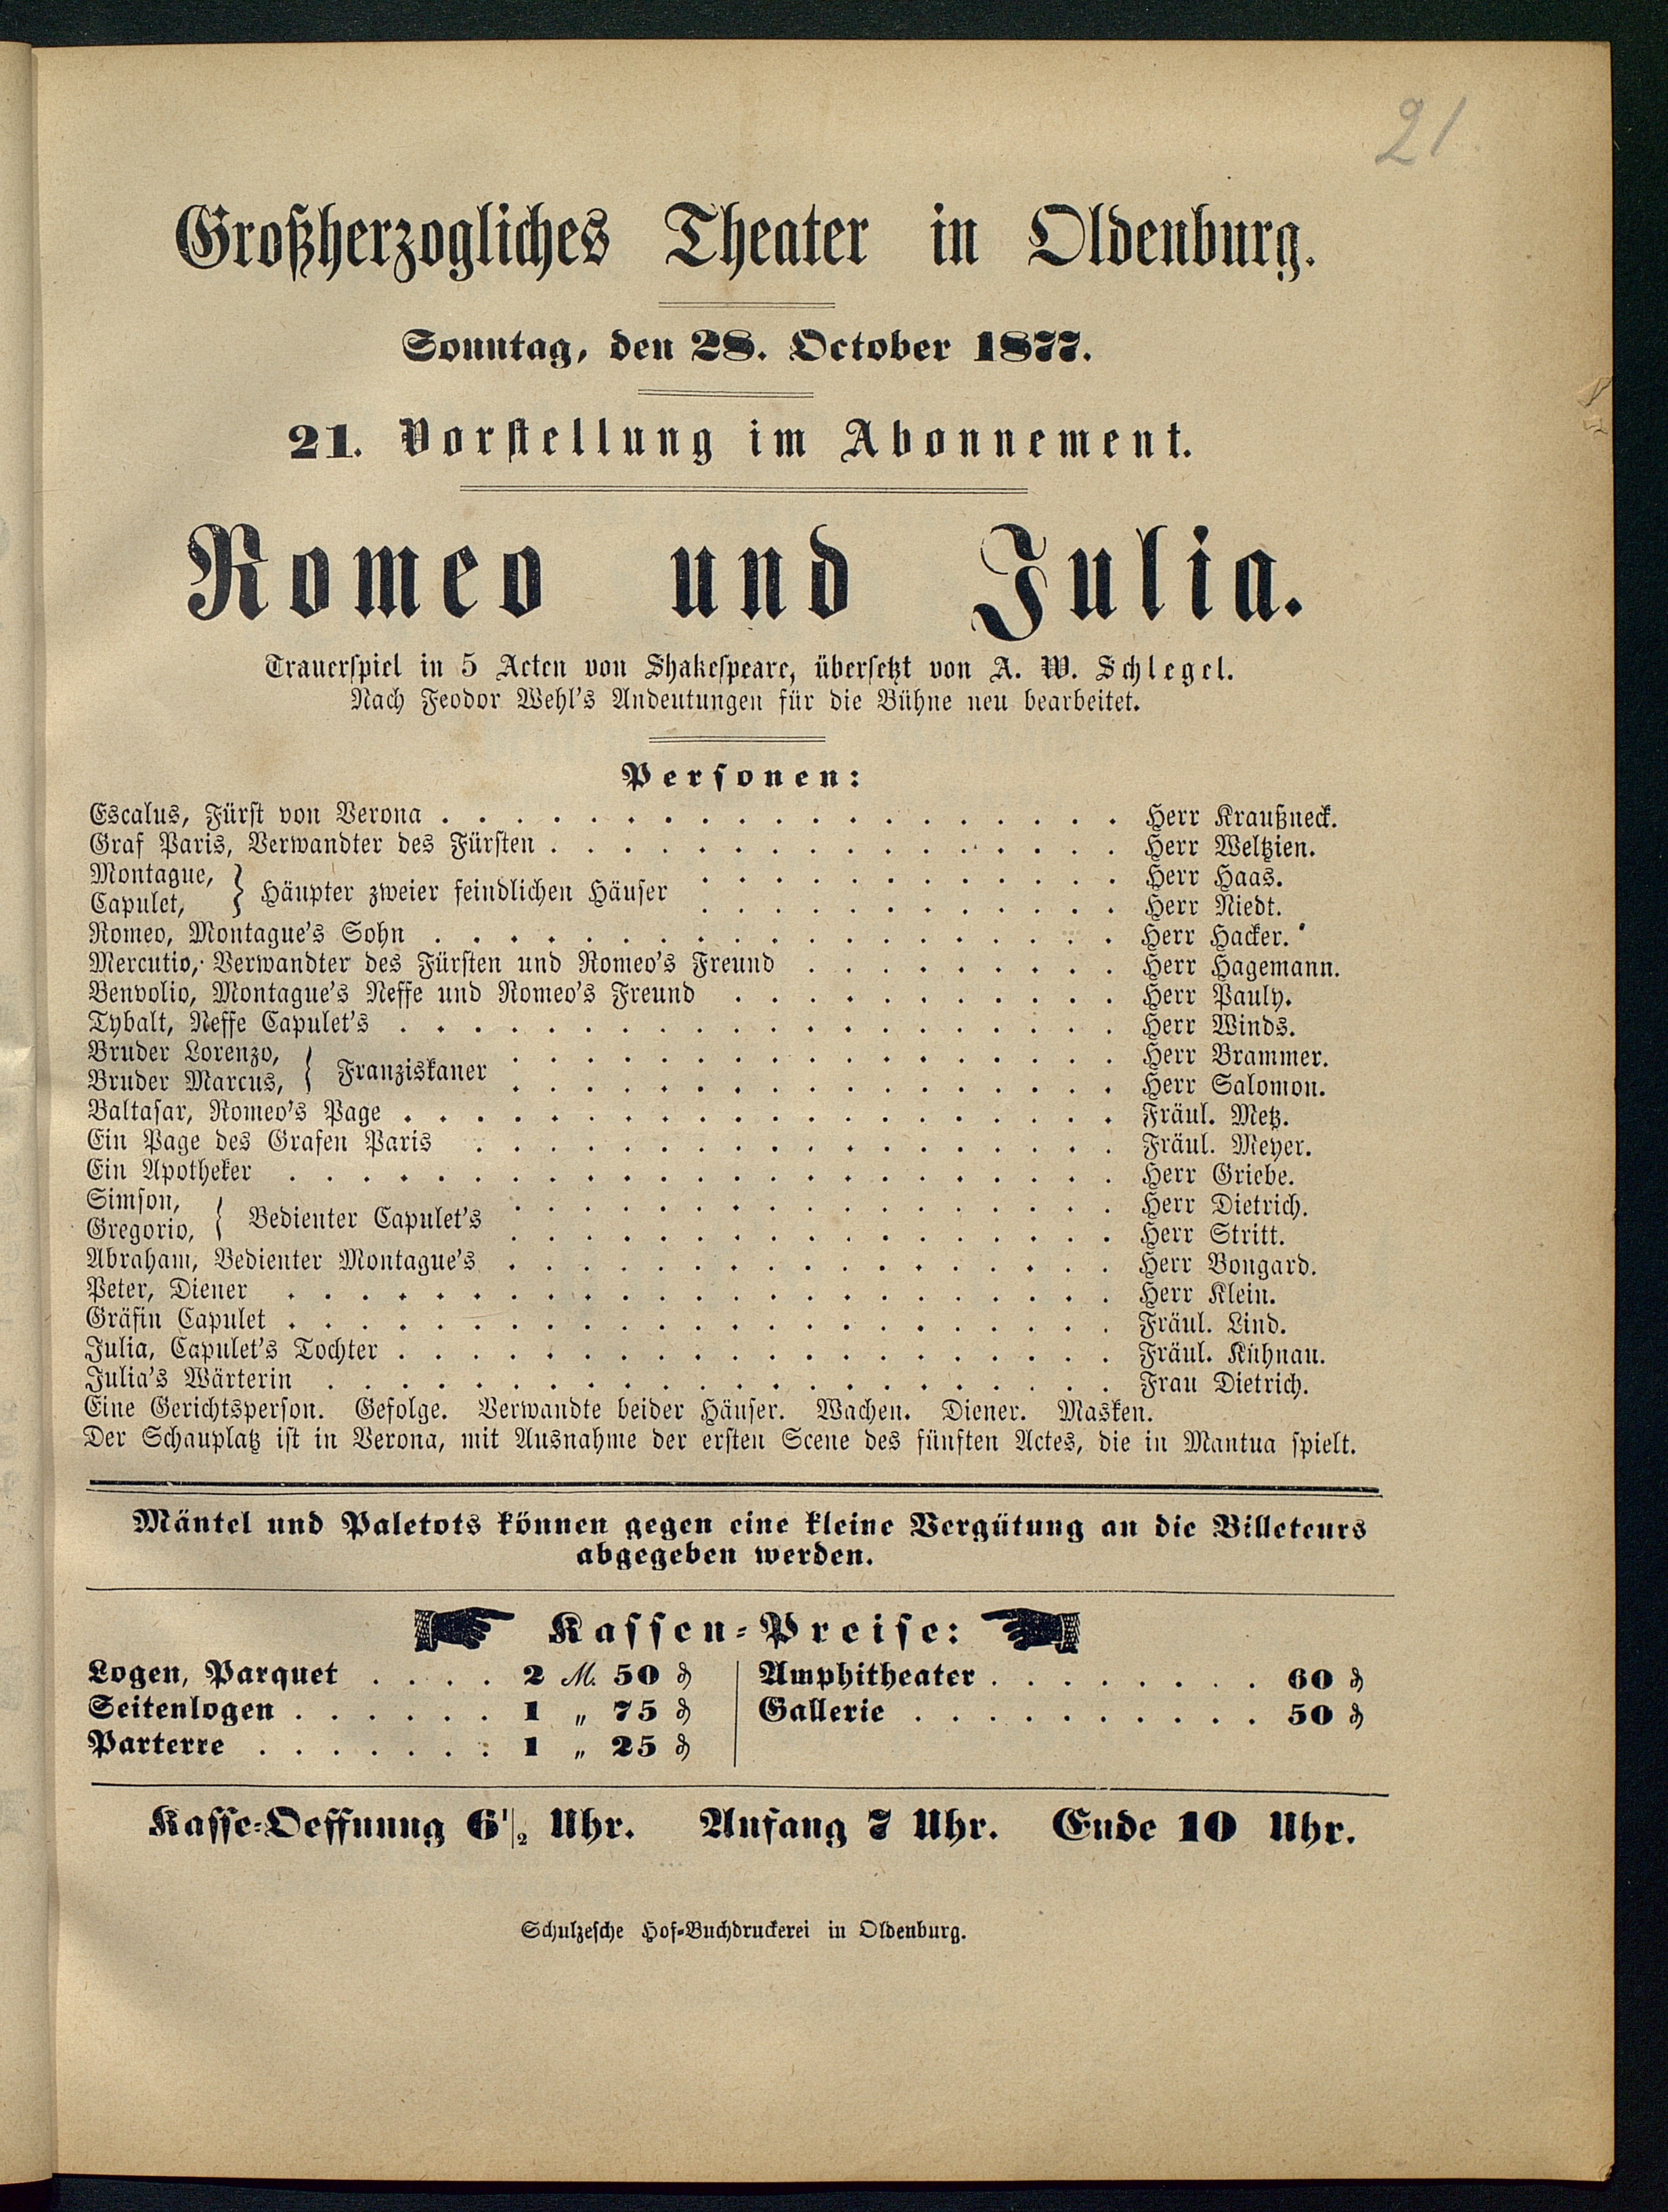 21
Großherzogliches Theater in Oldenburg.
Sonntag, den 28. October 1877.
21. Vorstellung im Abonnement.
Romeo und Julia.
Trauerspiel in 5 Acten von Shakespeare, übersetzt von A. W. Schlegel.
Nach Feodor Wehl's Andeutungen für die Bühne neu bearbeitet.
Personen:
Escalus, Fürst von Verona . . . . . . . . . . . . . . . . . . . Herr Kraußneck.
Graf Paris, Verwandter des Fürsten . . . . . . . . . . . . . . . . Herr Weltzien.
Montague, . . . . . . . . . . . . Herr Haas.
} Häupter zweier feindlichen Häuser
Capulet, . . . . . . . . . . . . Herr Niedt.
Romeo, Montague's Sohn . . . . . . . . . . . . . . . . . . . Herr Hacker.
Mercutio, Verwandter des Fürsten und Romeo's Freund . . . . . . . . . Herr Hagemann.
Benvolio, Montague's Neffe und Romeo's Freund . . . . . . . . . . . Herr Pauly.
Tybalt, Neffe Capulet's . . . . . . . . . . . . . . . . . . . . Herr Winds.
Bruder Lorenzo, . . . . . . . . . . . . . . . . . Herr Brammer.
{ Franziskaner
Bruder Marcus, . . . . . . . . . . . . . . . . . Herr Salomon.
Baltasar, Romeo's Page . . . . . . . . . . . . . . . . . . . . Fräul. Metz.
Ein Page des Grafen Paris . . . . . . . . . . . . . . . . . . Fräul. Meyer.
Ein Apotheker . . . . . . . . . . . . . . . . . . . . . . . Herr Griebe.
Simson, . . . . . . . . . . . . . . . . . Herr Dietrich.
{ Bedienter Capulet's
Gregorio, . . . . . . . . . . . . . . . . . Herr Stritt.
Abraham, Bedienter Montague's . . . . . . . . . . . . . . . . . Herr Bongard.
Peter, Diener . . . . . . . . . . . . . . . . . . . . . . . Herr Klein.
Gräfin Capulet . . . . . . . . . . . . . . . . . . . . . . . Fräul. Lind.
Julia, Capulet's Tochter . . . . . . . . . . . . . . . . . . . . Fräul. Kühnau.
Julia's Wärterin . . . . . . . . . . . . . . . . . . . . . . Frau Dietrich.
Eine Gerichtsperson. Gefolge. Verwandte beider Häuser. Wachen. Diener. Masken.
Der Schauplatz ist in Verona, mit Ausnahme der ersten Scene des fünften Actes, die in Mantua spielt.
Mäntel und Paletots können gegen eine kleine Vergütung an die Billeteurs
abgegeben werden.
Kassen-Preise:
Logen, Parquet . . . . 2 M. 50 ₰
Seitenlogen . . . . . . 1 „ 75 ₰
Parterre . . . . . . . 1 „ 25 ₰
Amphitheater . . . . . . . . 60 ₰
Gallerie . . . . . . . . . . 50 ₰
Kasse-Oeffnung 6 1/2 Uhr. Anfang 7 Uhr. Ende 10 Uhr.
Schulzesche Hof-Buchdruckerei in Oldenburg.